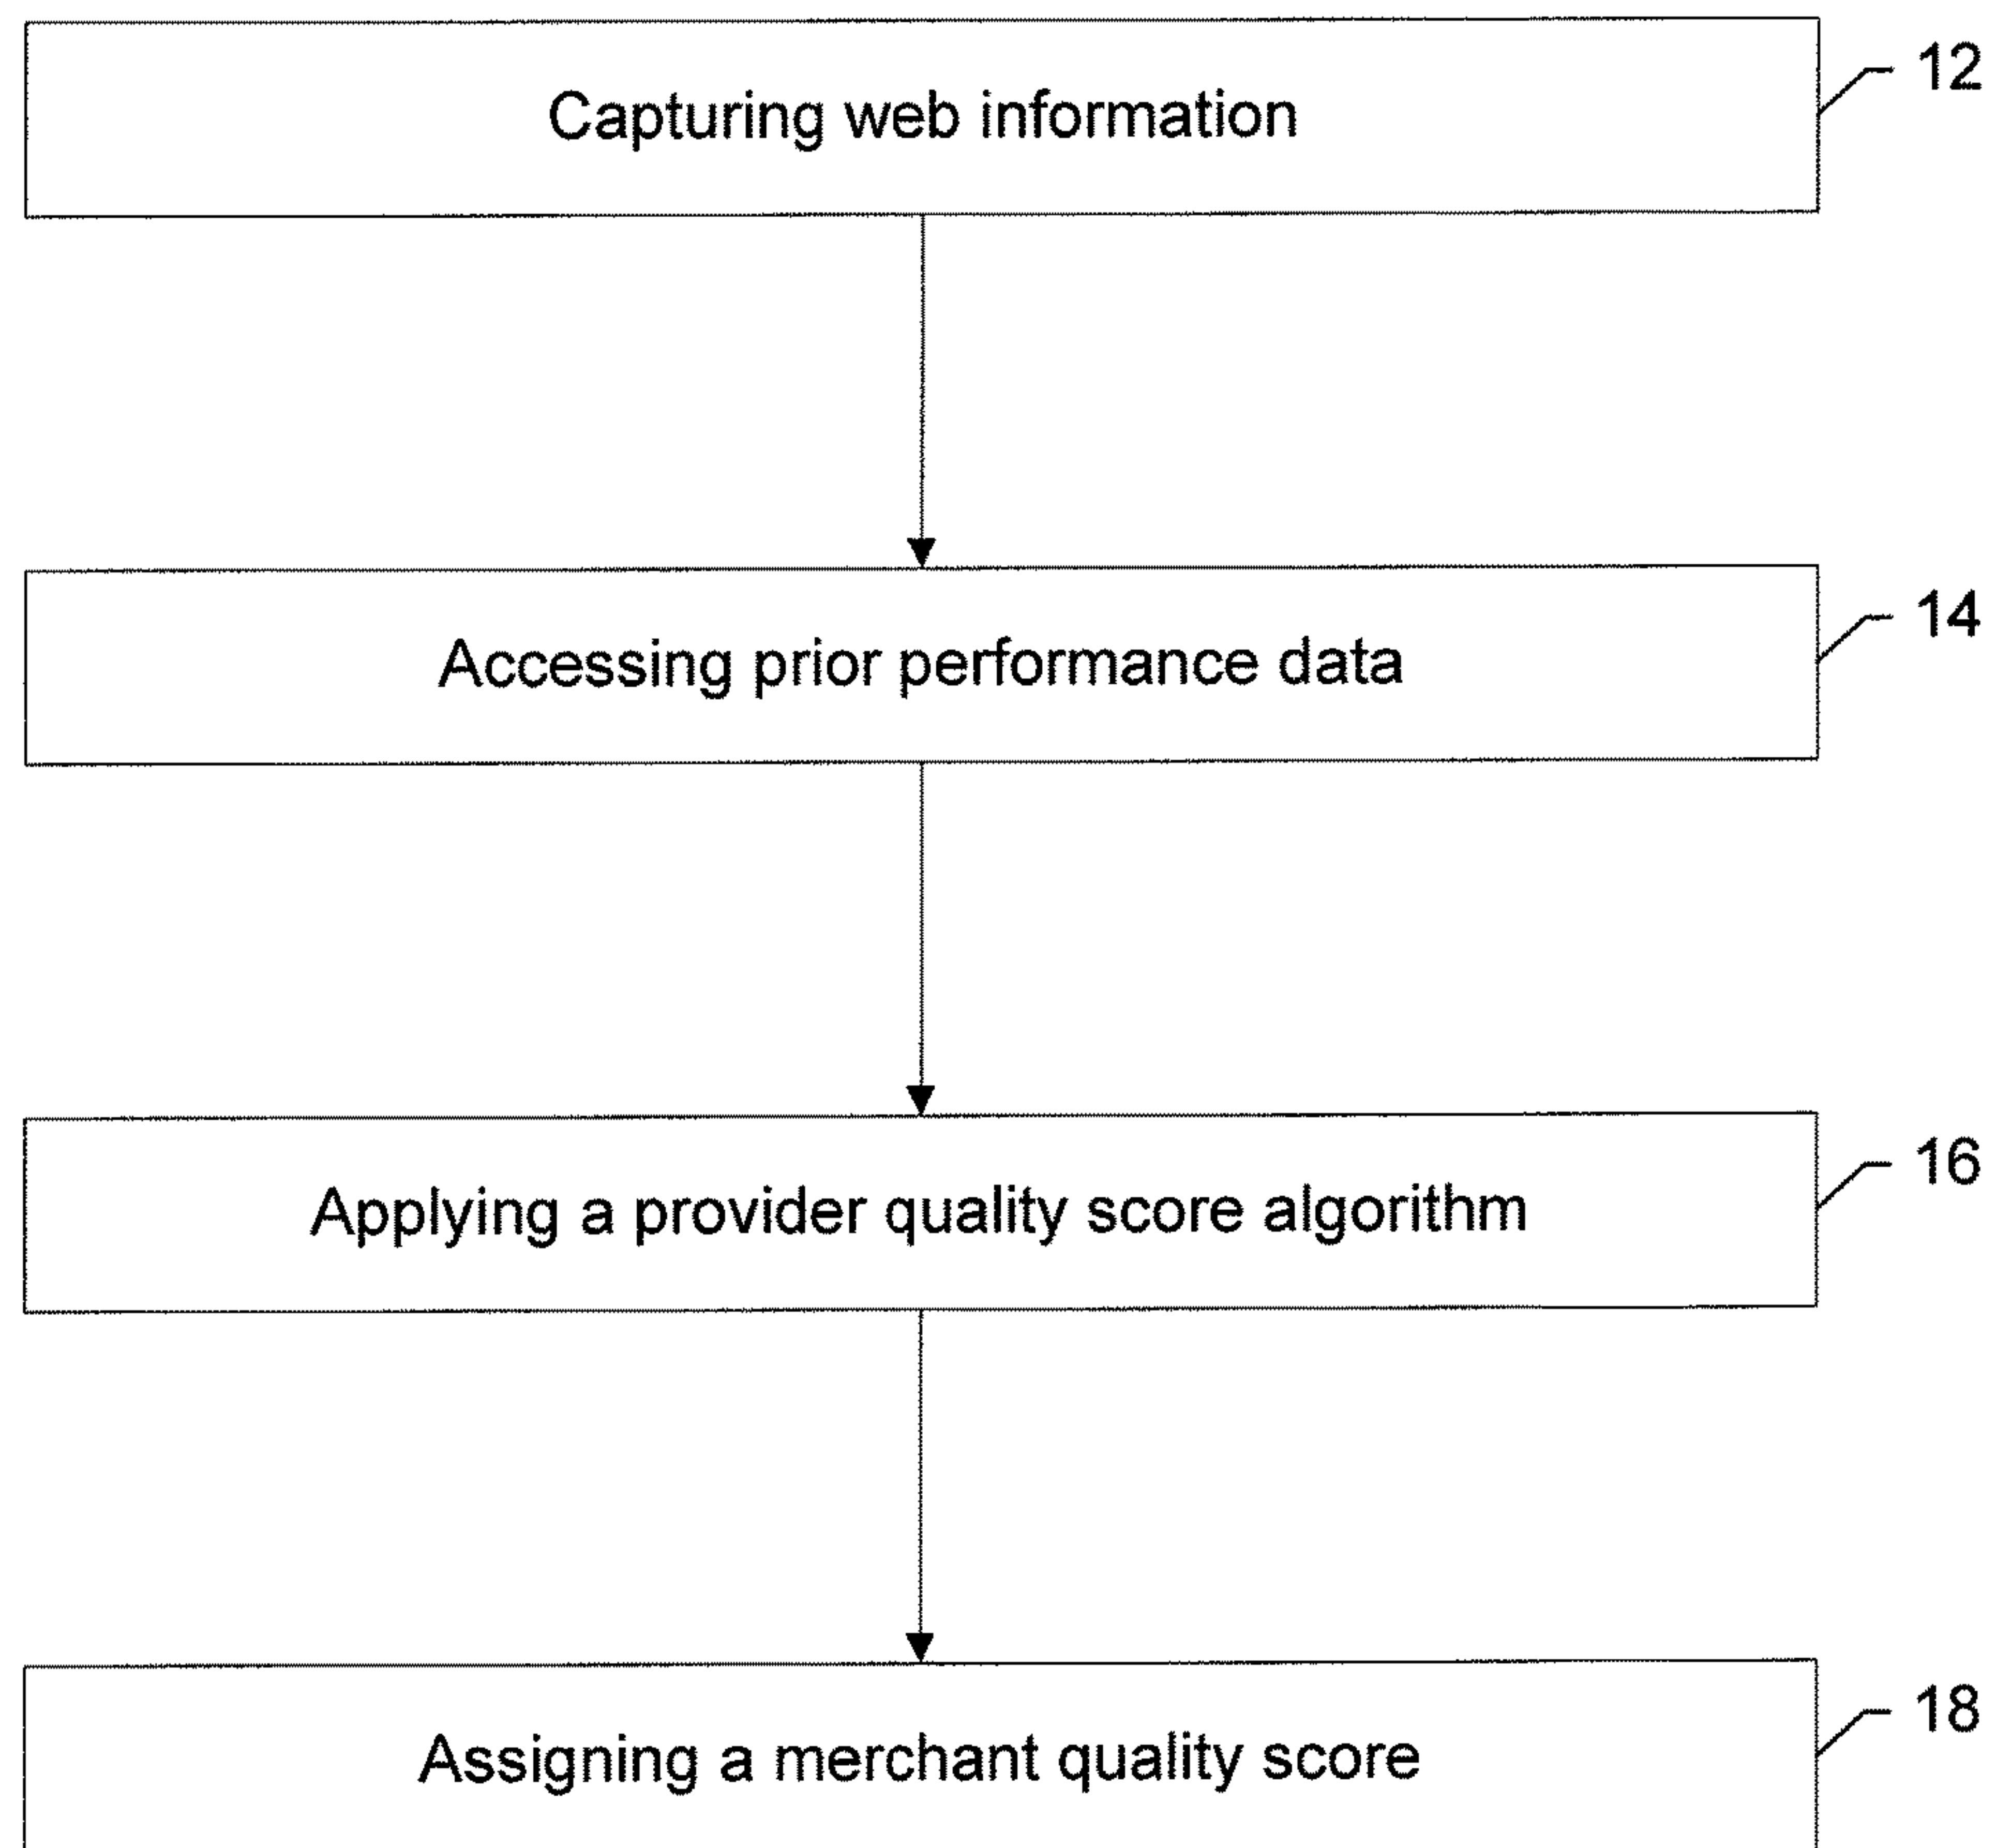 Capturing web information
12
Accessing prior performance data
14
Applying a provider quality score algorithm
16
Assigning a merchant quality score
18